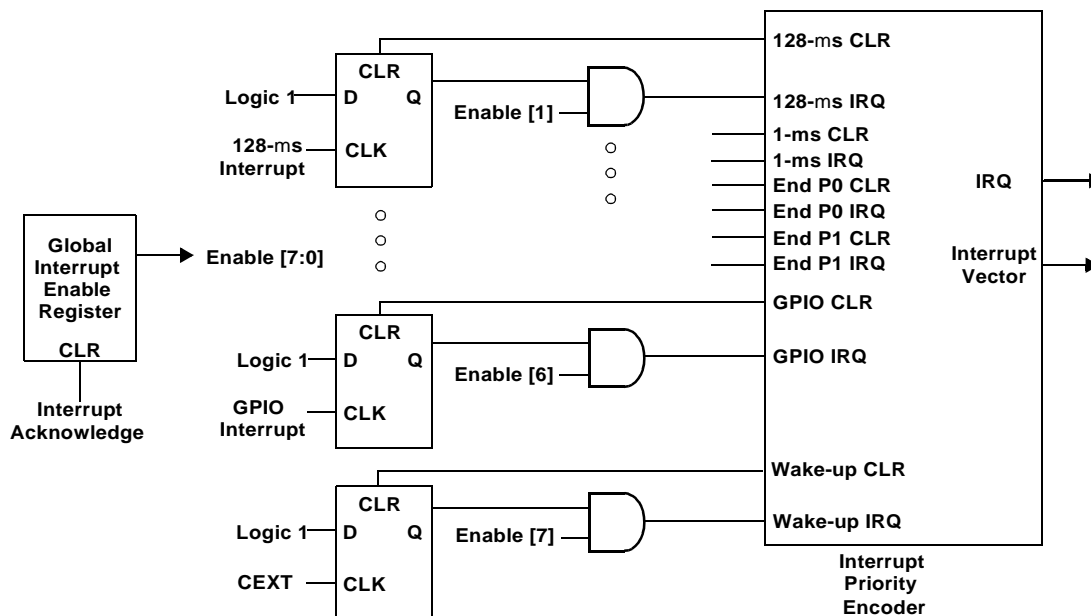 CLR
D Q
CLK
Logic 1
128-ms
Interrupt
Enable [1]
128-ms CLR
128-ms IRQ
1-ms CLR
1-ms IRQ
End P0 CLR
End P0 IRQ
End P1 CLR
End P1 IRQ
GPIO CLR
GPIO IRQ
Wake-up CLR
Wake-up IRQ
IRQ
Interrupt
Vector
Global
Interrupt
Enable
Register
CLR
Interrupt
Acknowledge
Enable [7:0]
CLR
D Q
CLK
Logic 1
GPIO
Interrupt
Enable [6]
CLR
D Q
CLK
Logic 1
CEXT
Enable [7]
Interrupt
Priority
Encoder